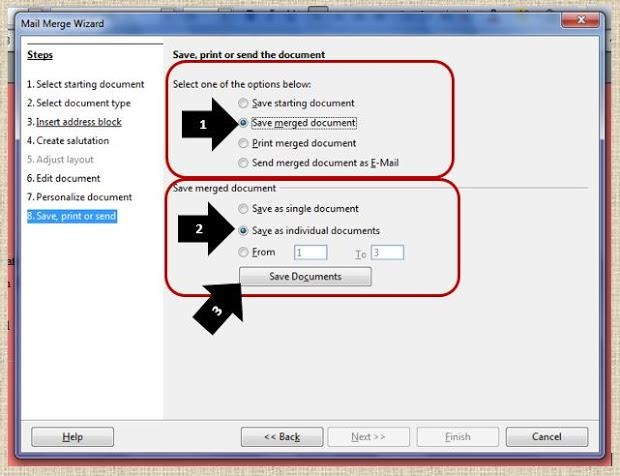 Mail Merge Wizard
Steps
1. Select starting document
2. Select document type
3. Insert address block
4. Create salutation
5. Adjust layout
6. Edit document
7. Personalize document
8. Save, print or send
Save, print or send the document
Select one of the options below:
Save starting document
1
Save merged document
Print merged document
Send merged document as E-Mail
Save merged document
Save as single document
2
Save as individual documents
From 1 To 3
Save Documents
3
Help
<< Back
Next >>
Finish
Cancel